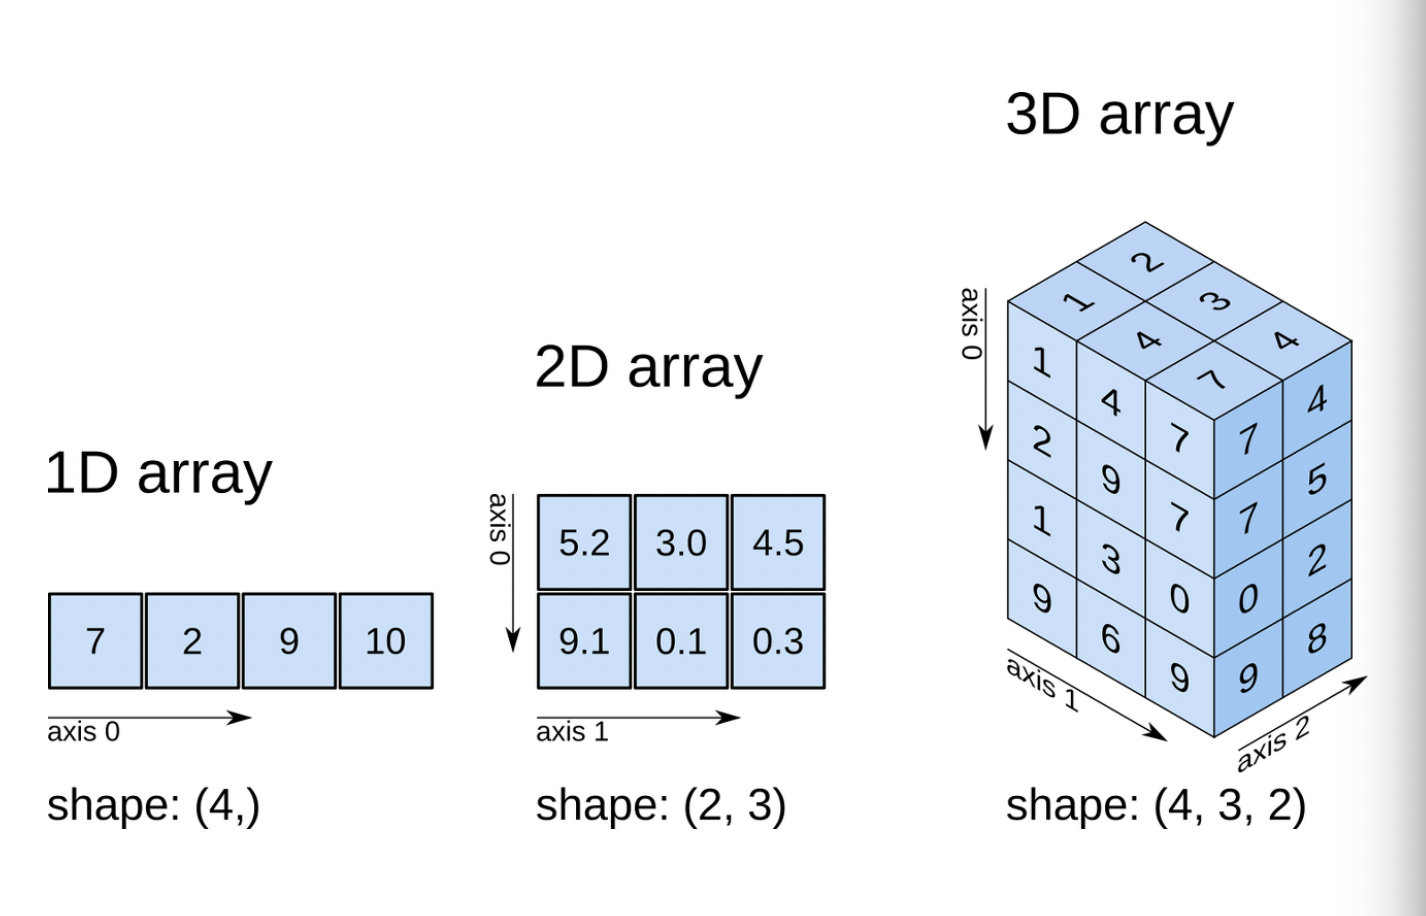 1D array
7 2 9 10
axis 0
shape: (4,)
2D array
axis 0
5.2 3.0 4.5
9.1 0.1 0.3
axis 1
shape: (2, 3)
3D array
axis 0
2
1 3
4 4
7
1 4 7 7 4
2 9 7 7 5
1 3 0 0 2
9 6 9 9 8
axis 1
axis 2
shape: (4, 3, 2)